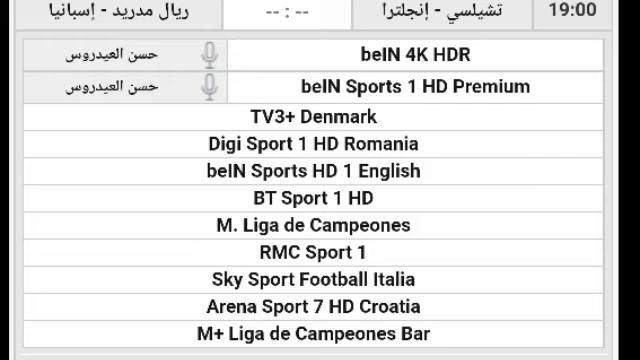 19:00 تشيلسي - إنجلترا -- : -- ريال مدريد - إسبانيا
beIN 4K HDR حسن العيدروس
beIN Sports 1 HD Premium حسن العيدروس
TV3+ Denmark
Digi Sport 1 HD Romania
beIN Sports HD 1 English
BT Sport 1 HD
M. Liga de Campeones
RMC Sport 1
Sky Sport Football Italia
Arena Sport 7 HD Croatia
M+ Liga de Campeones Bar